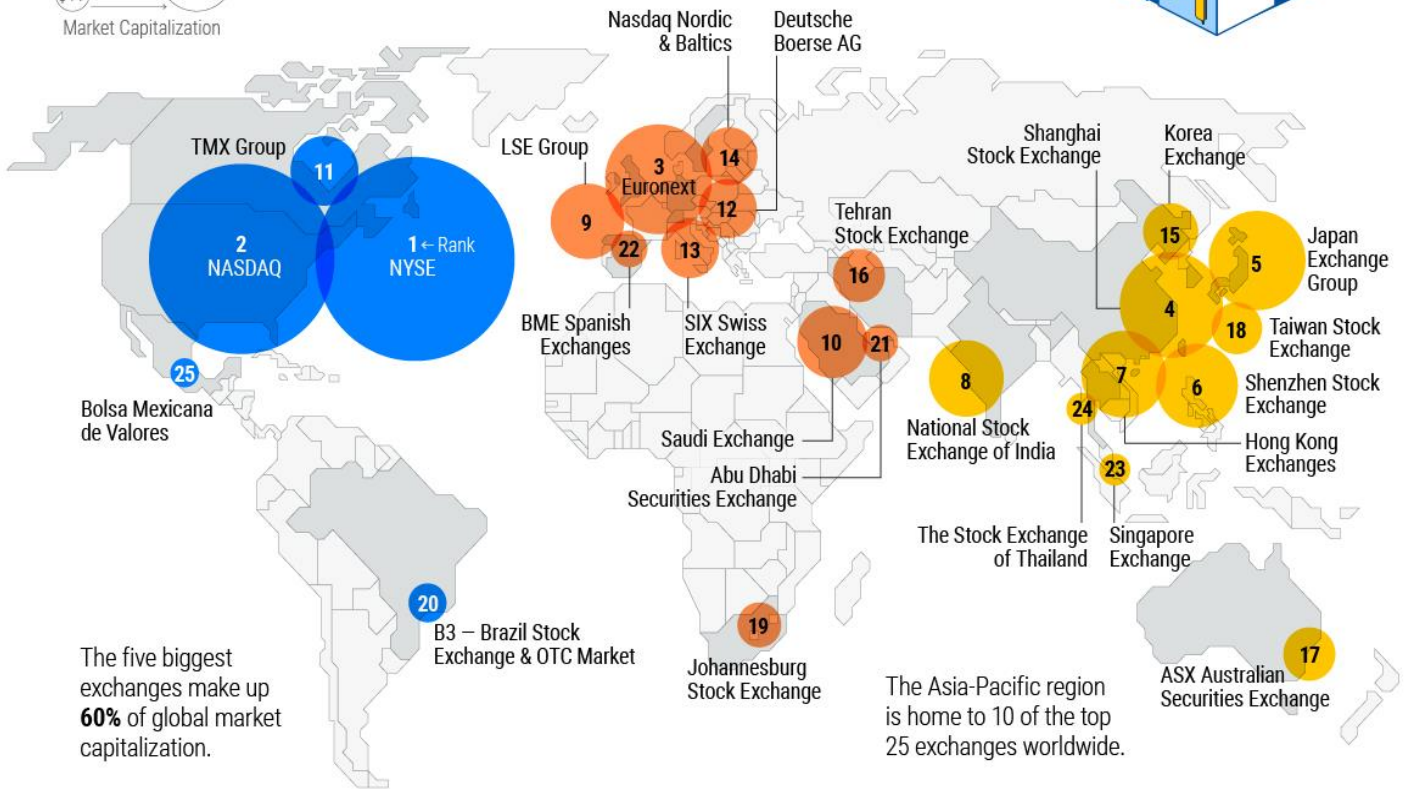 Market Capitalization
Nasdaq Nordic
& Baltics
Deutsche
Boerse AG
TMX Group
11
LSE Group
3
Euronext
14
Shanghai
Stock Exchange
Korea
Exchange
9
12
2
NASDAQ
1 ← Rank
NYSE
22
13
Tehran
Stock Exchange
16
15
5
Japan
Exchange
Group
4
18
Taiwan Stock
Exchange
BME Spanish
Exchanges
SIX Swiss
Exchange
10
21
25
Bolsa Mexicana
de Valores
8
National Stock
Exchange of India
7
6
Shenzhen Stock
Exchange
24
Saudi Exchange
Abu Dhabi
Securities Exchange
Hong Kong
Exchanges
23
The Stock Exchange
of Thailand
Singapore
Exchange
20
B3 – Brazil Stock
Exchange & OTC Market
19
Johannesburg
Stock Exchange
17
ASX Australian
Securities Exchange
The five biggest
exchanges make up
60% of global market
capitalization.
The Asia-Pacific region
is home to 10 of the top
25 exchanges worldwide.